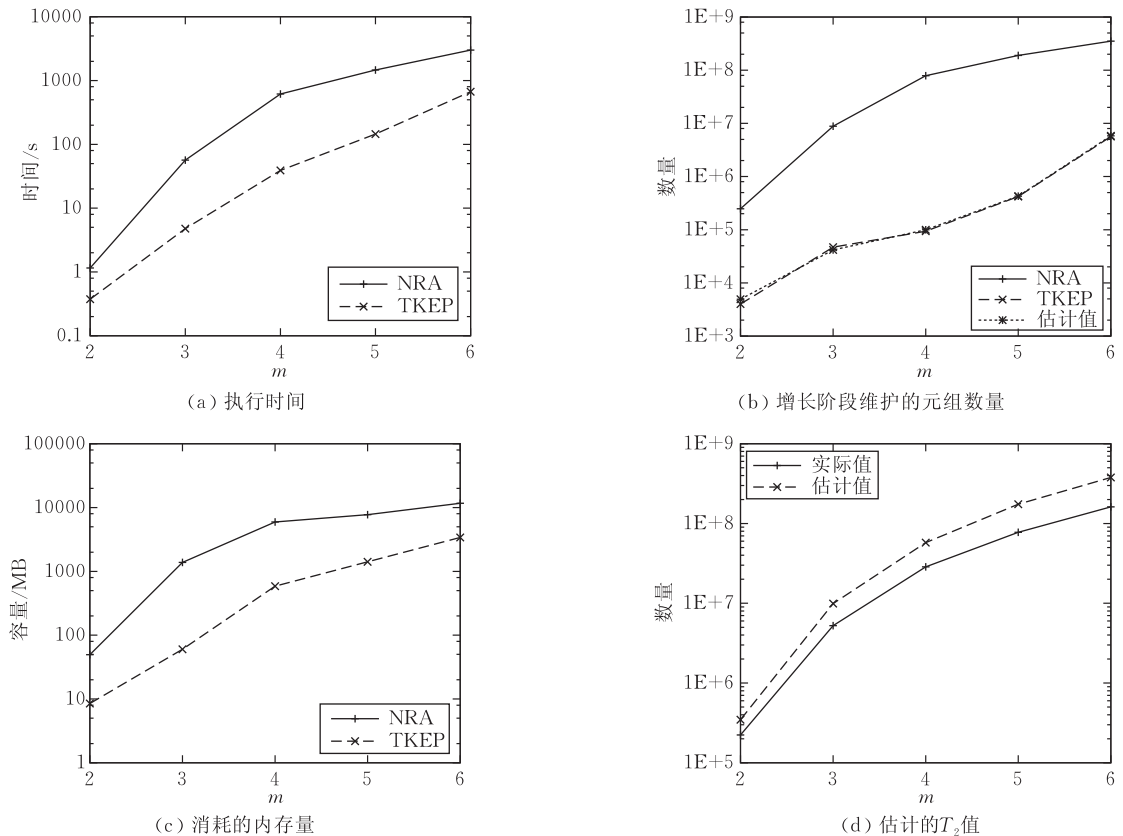 10000
1000
100
10
1
0.1
时间/s
2 3 4 5 6
m
NRA
TKEP
(a) 执行时间
1E+9
1E+8
1E+7
1E+6
1E+5
1E+4
1E+3
数量
2 3 4 5 6
m
NRA
TKEP
估计值
(b) 增长阶段维护的元组数量
100000
10000
1000
100
10
1
容量/MB
2 3 4 5 6
m
NRA
TKEP
(c) 消耗的内存量
1E+9
1E+8
1E+7
1E+6
1E+5
数量
2 3 4 5 6
m
实际值
估计值
(d) 估计的T₂值